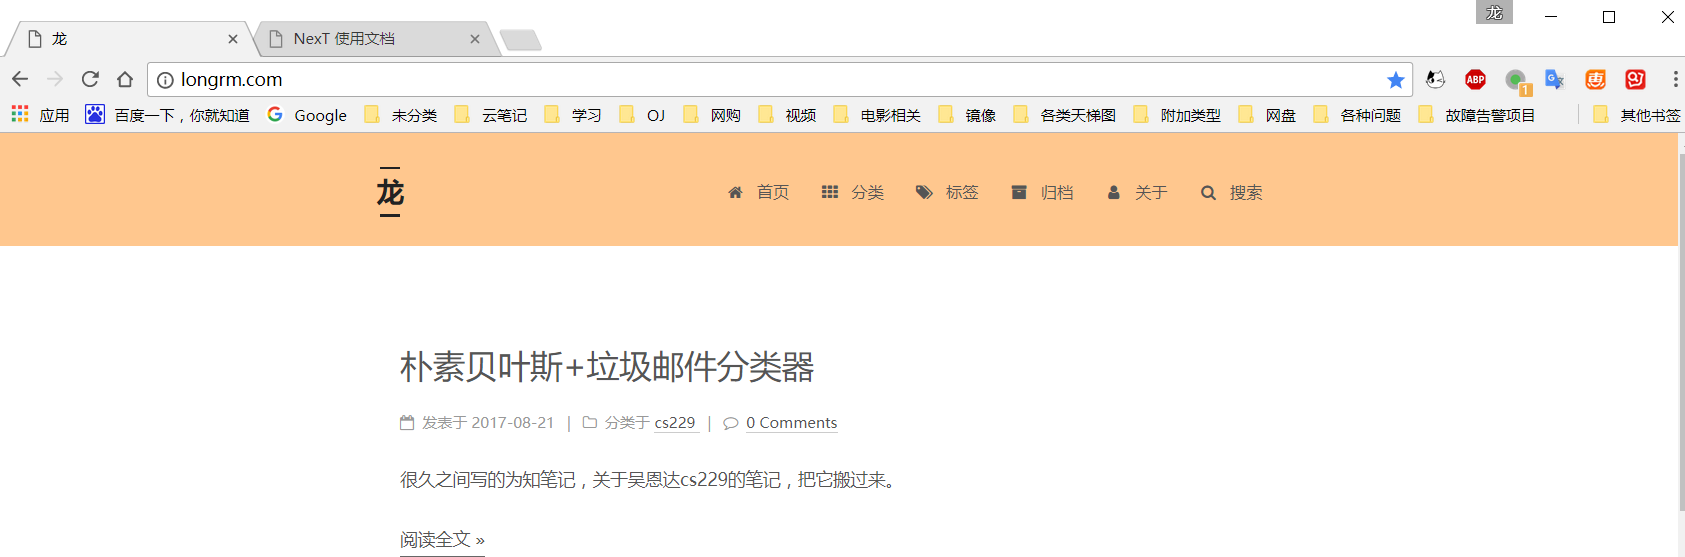 龙
龙 NexT 使用文档
longrm.com ABP 1
应用 百度一下，你就知道 Google 未分类 云笔记 学习 OJ 网购 视频 电影相关 镜像 各类天梯图 附加类型 网盘 各种问题 故障告警项目 其他书签
龙 首页 分类 标签 归档 关于 搜索
朴素贝叶斯+垃圾邮件分类器
发表于 2017-08-21 | 分类于 cs229 | 0 Comments
很久之间写的为知笔记，关于吴恩达cs229的笔记，把它搬过来。
阅读全文 »